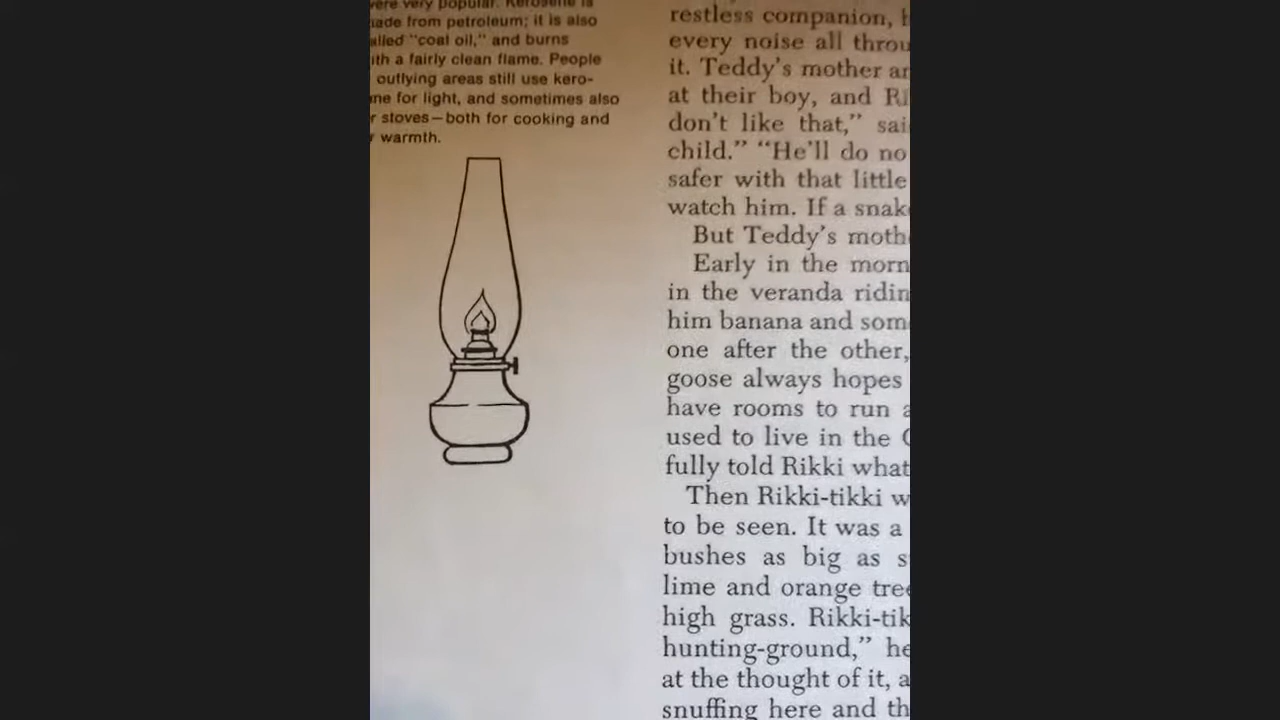 were very popular. Kerosene is
made from petroleum; it is also
alled "coal oil," and burns
ith a fairly clean flame. People
outlying areas still use kero-
ne for light, and sometimes also
r stoves—both for cooking and
r warmth.
restless companion, h
every noise all throu
it. Teddy's mother an
at their boy, and Ri
don't like that," sai
child." "He'll do no
safer with that little
watch him. If a snak
But Teddy's moth
Early in the morn
in the veranda ridin
him banana and som
one after the other,
goose always hopes
have rooms to run a
used to live in the
fully told Rikki what
Then Rikki-tikki w
to be seen. It was a
bushes as big as s
lime and orange tree
high grass. Rikki-tik
hunting-ground," he
at the thought of it, a
snuffing here and th